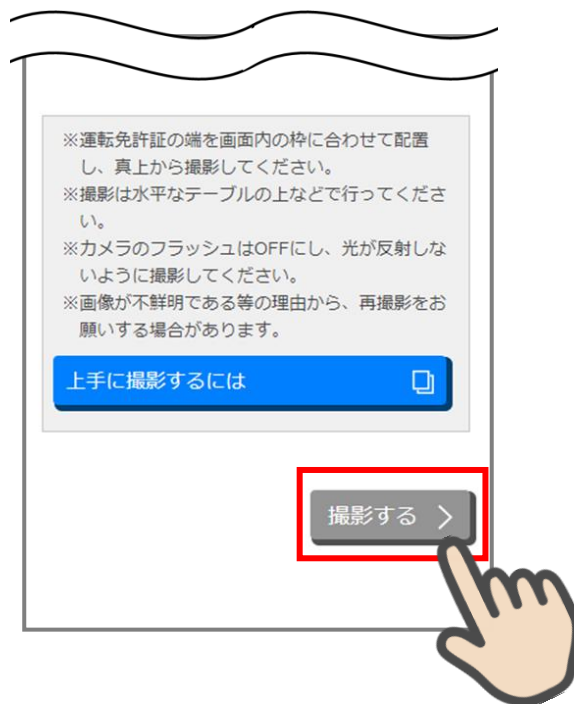 ※運転免許証の端を画面内の枠に合わせて配置
し、真上から撮影してください。
※撮影は水平なテーブルの上などで行ってくださ
い。
※カメラのフラッシュはOFFにし、光が反射しな
いように撮影してください。
※画像が不鮮明である等の理由から、再撮影をお
願いする場合があります。
上手に撮影するには
撮影する